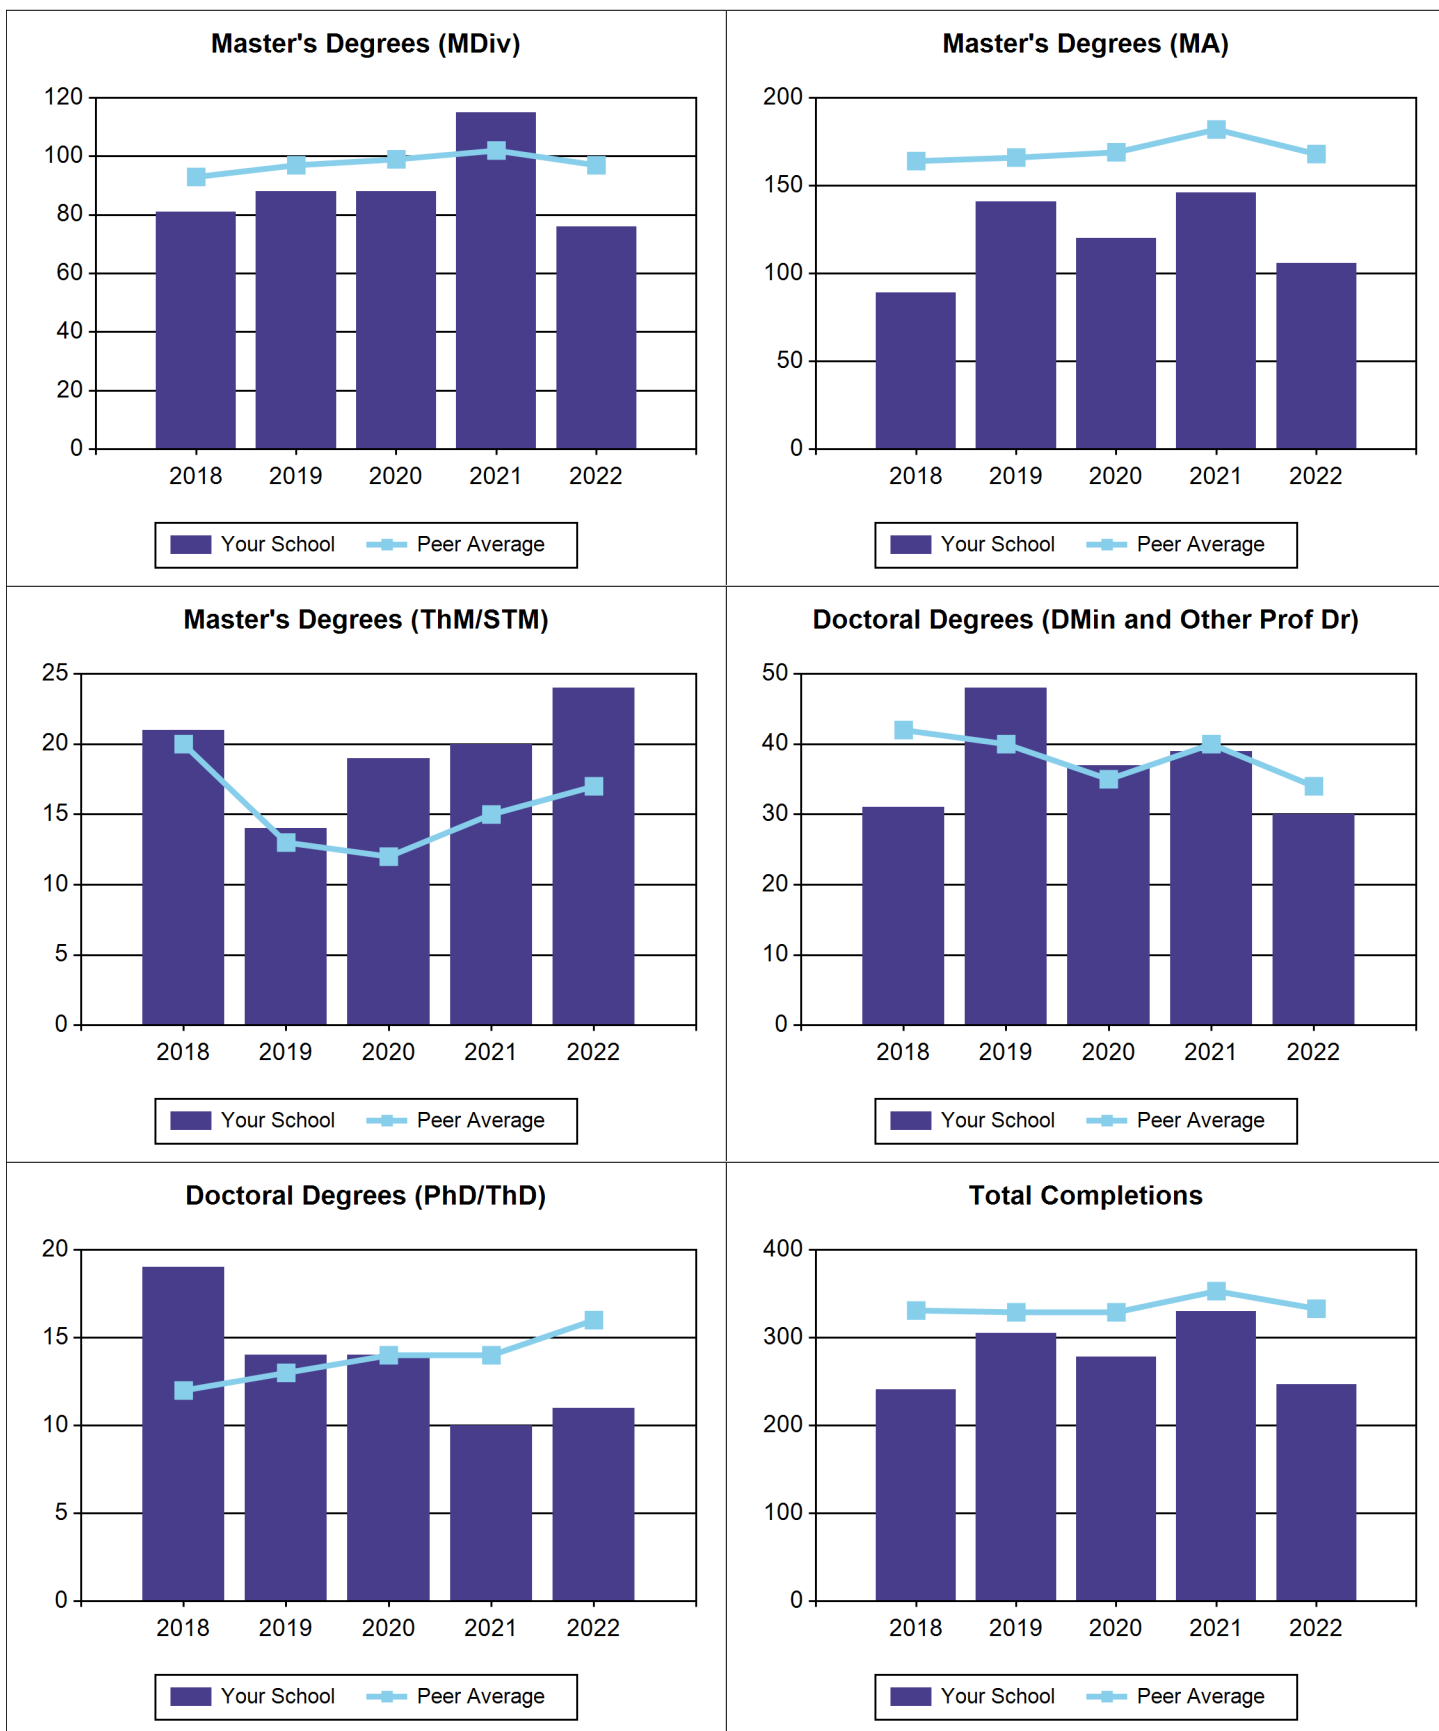 Master's Degrees (MDiv)
120
100
80
60
40
20
0
2018 2019 2020 2021 2022
Your School Peer Average
Master's Degrees (MA)
200
150
100
50
0
2018 2019 2020 2021 2022
Your School Peer Average
Master's Degrees (ThM/STM)
25
20
15
10
5
0
2018 2019 2020 2021 2022
Your School Peer Average
Doctoral Degrees (DMin and Other Prof Dr)
50
40
30
20
10
0
2018 2019 2020 2021 2022
Your School Peer Average
Doctoral Degrees (PhD/ThD)
20
15
10
5
0
2018 2019 2020 2021 2022
Your School Peer Average
Total Completions
400
300
200
100
0
2018 2019 2020 2021 2022
Your School Peer Average